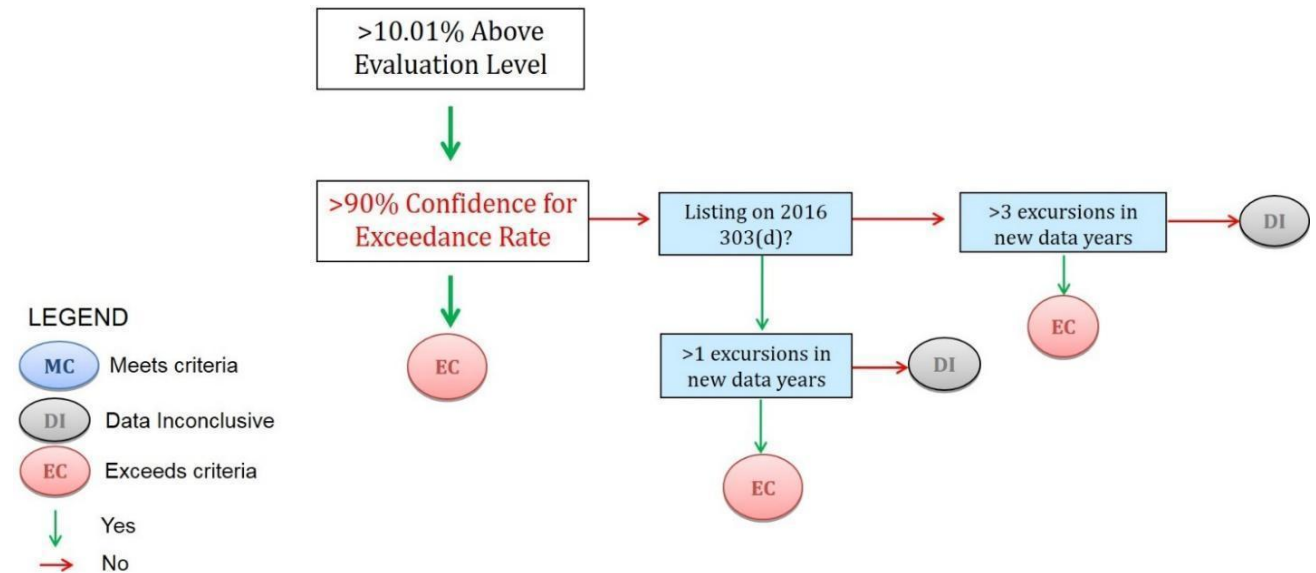 >10.01% Above
Evaluation Level
>90% Confidence for
Exceedance Rate
Listing on 2016
303(d)?
>3 excursions in
new data years
DI
EC
>1 excursions in
new data years
DI
EC
EC
LEGEND
MC Meets criteria
DI Data Inconclusive
EC Exceeds criteria
Yes
No